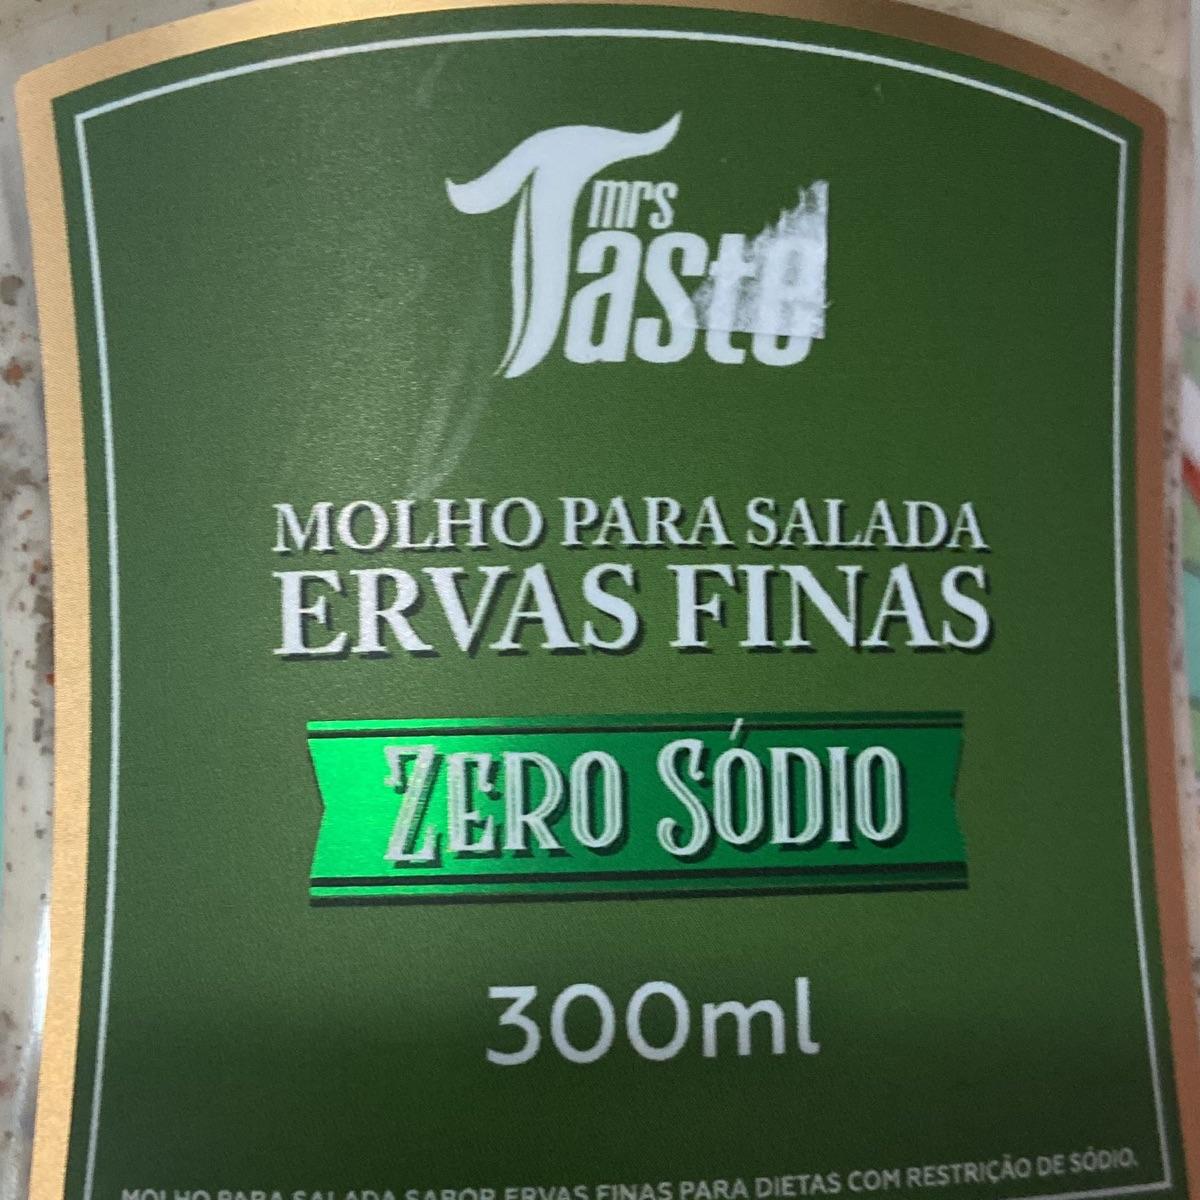 mrs
Taste
MOLHO PARA SALADA
ERVAS FINAS
ZERO SÓDIO
300ml
MOLHO PARA SALADA SABOR ERVAS FINAS PARA DIETAS COM RESTRIÇÃO DE SÓDIO.